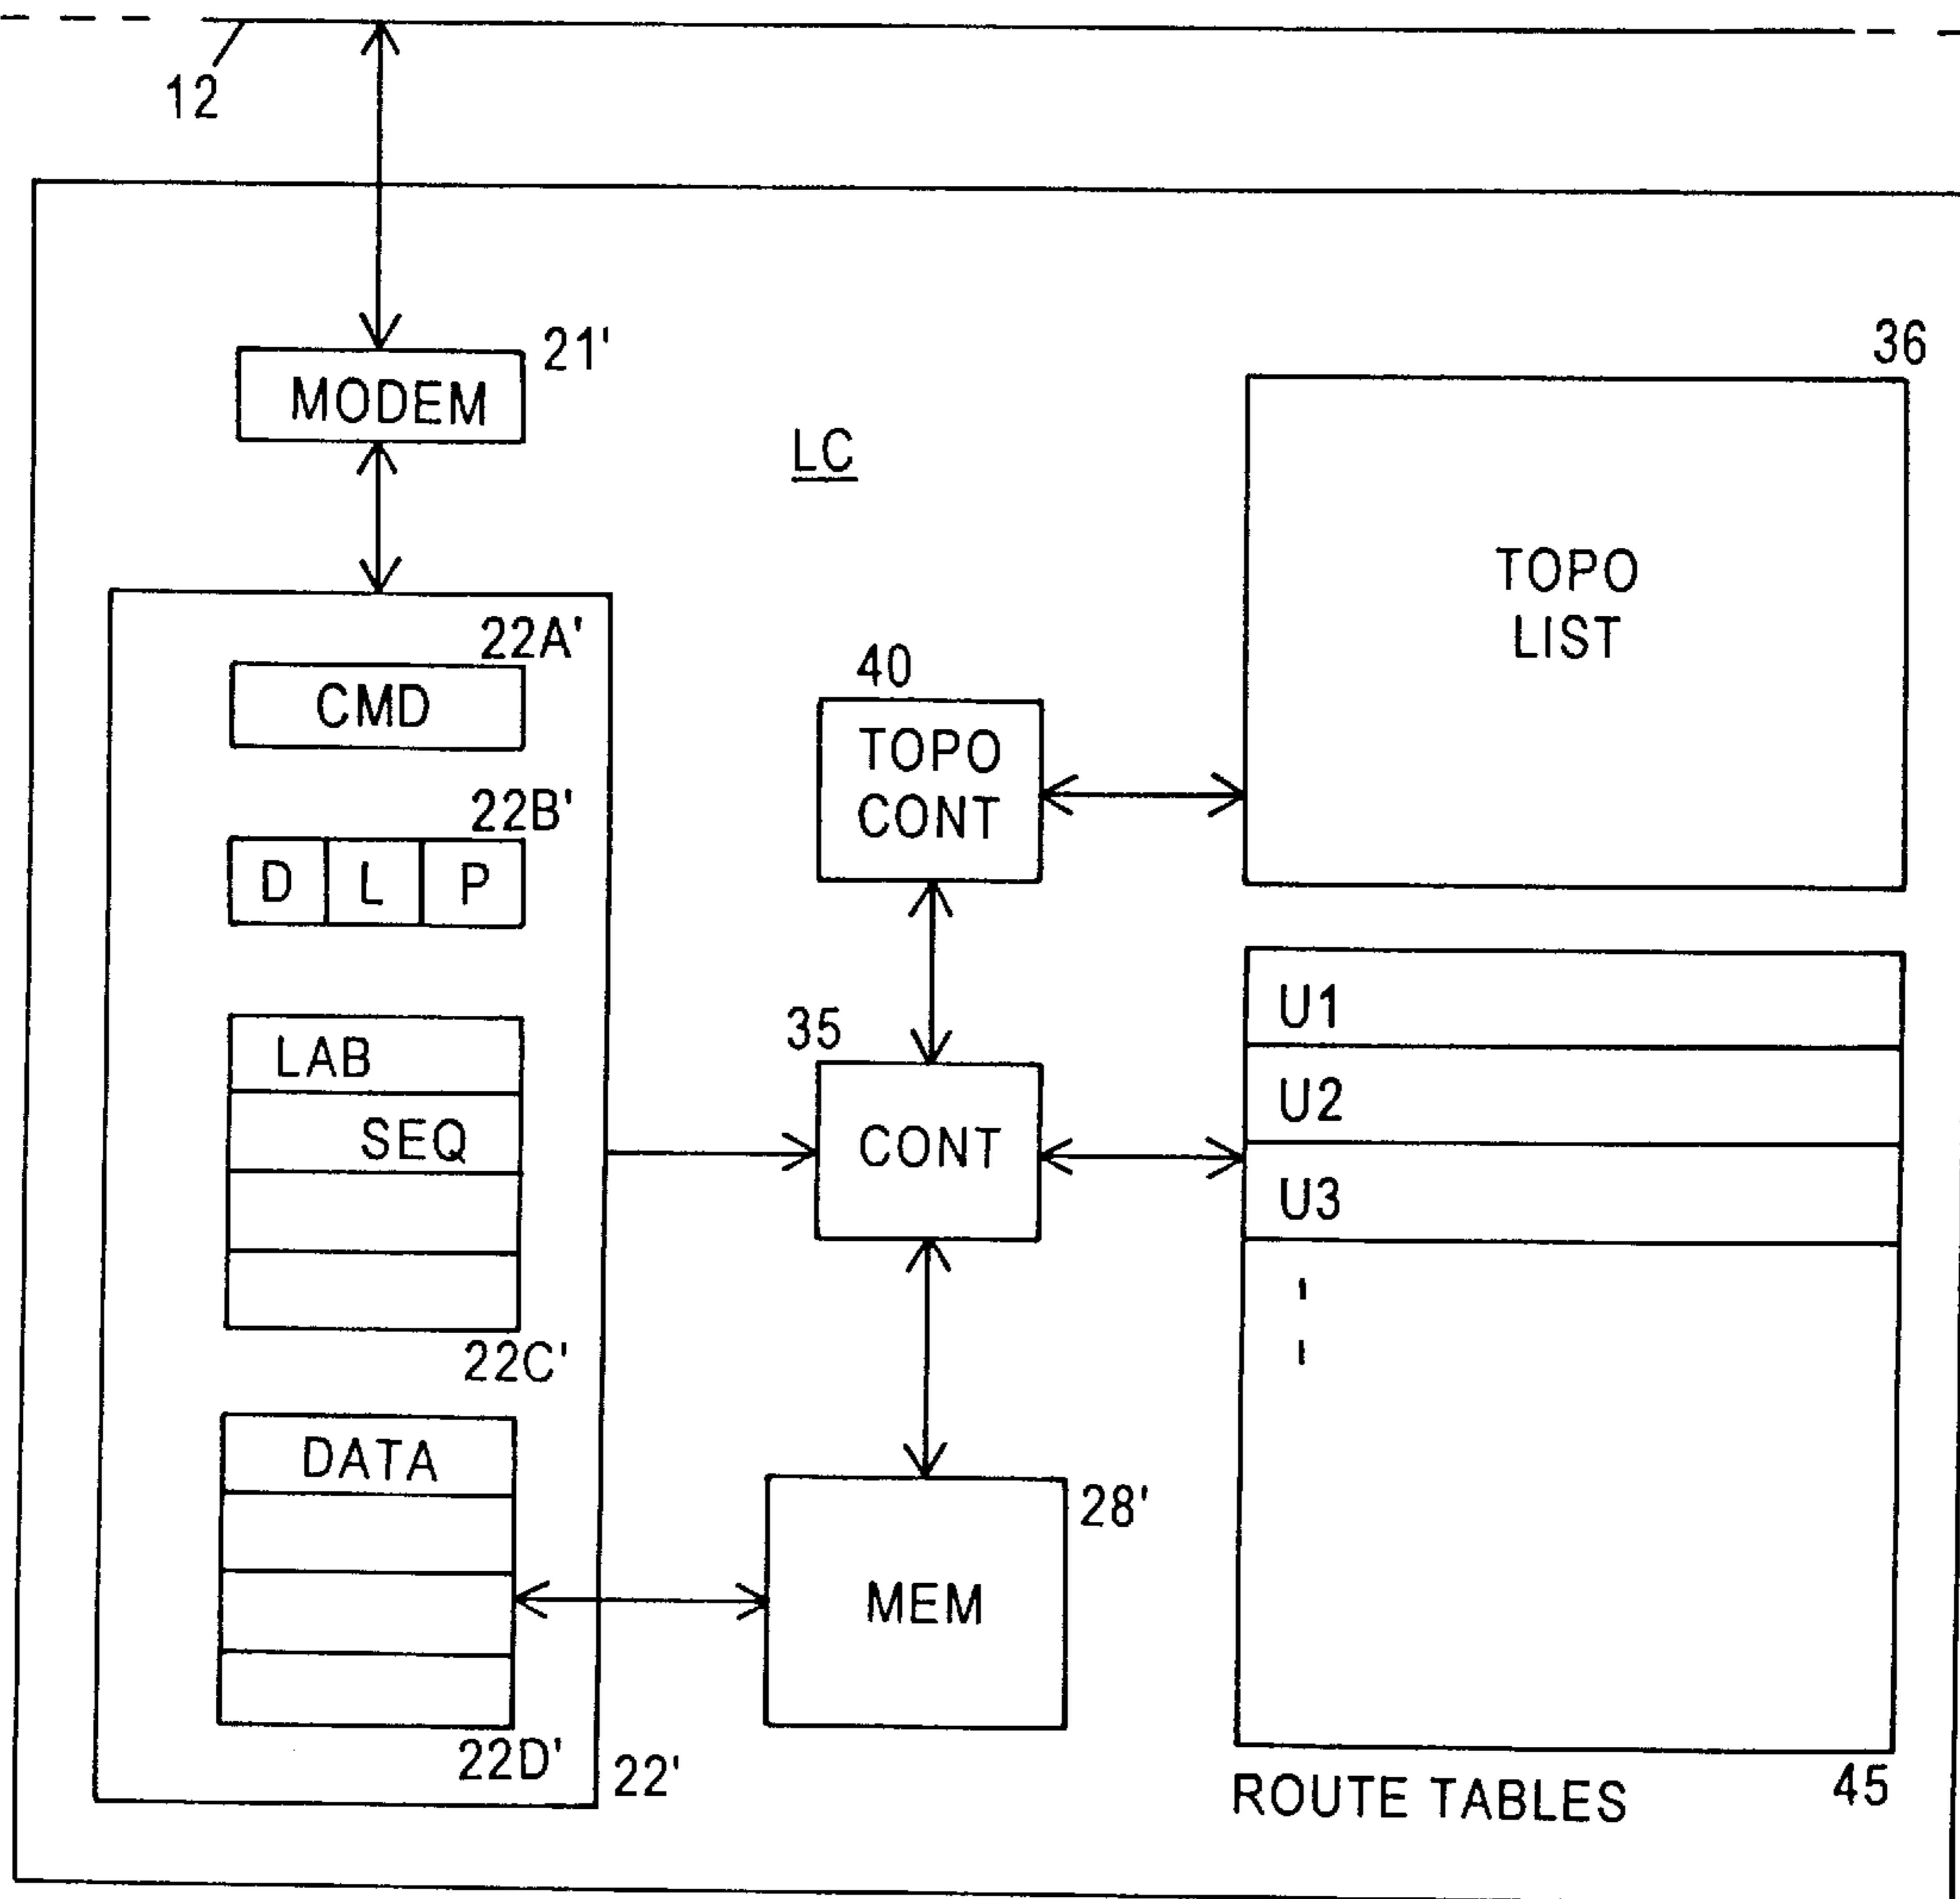 12
21'
MODEM
LC
36
TOPO
LIST
22A'
CMD
40
TOPO
CONT
22B'
D L P
35
LAB
SEQ
22C'
CONT
U1
U2
U3
DATA
22D'
22'
28'
MEM
ROUTE TABLES
45